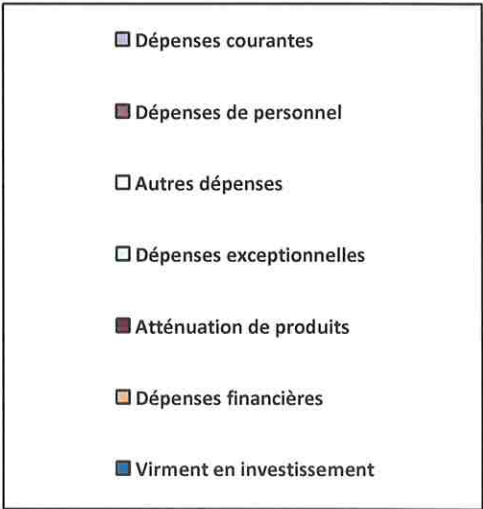 Dépenses courantes
Dépenses de personnel
Autres dépenses
Dépenses exceptionnelles
Atténuation de produits
Dépenses financières
Virment en investissement